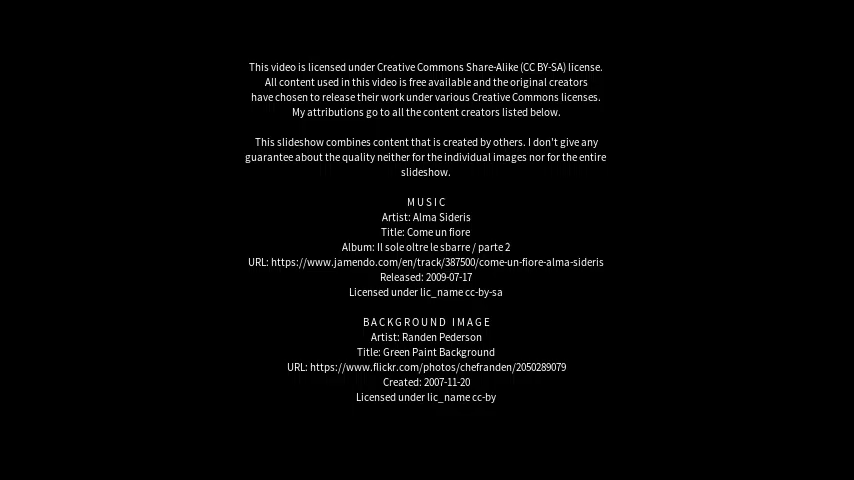 This video is licensed under Creative Commons Share-Alike (CC BY-SA) license.
All content used in this video is free available and the original creators
have chosen to release their work under various Creative Commons licenses.
My attributions go to all the content creators listed below.
This slideshow combines content that is created by others. I don't give any
guarantee about the quality neither for the individual images nor for the entire
slideshow.
MUSIC
Artist: Alma Sideris
Title: Come un fiore
Album: Il sole oltre le sbarre / parte 2
URL: https://www.jamendo.com/en/track/387500/come-un-fiore-alma-sideris
Released: 2009-07-17
Licensed under lic_name cc-by-sa
BACKGROUND IMAGE
Artist: Randen Pederson
Title: Green Paint Background
URL: https://www.flickr.com/photos/chefranden/2050289079
Created: 2007-11-20
Licensed under lic_name cc-by